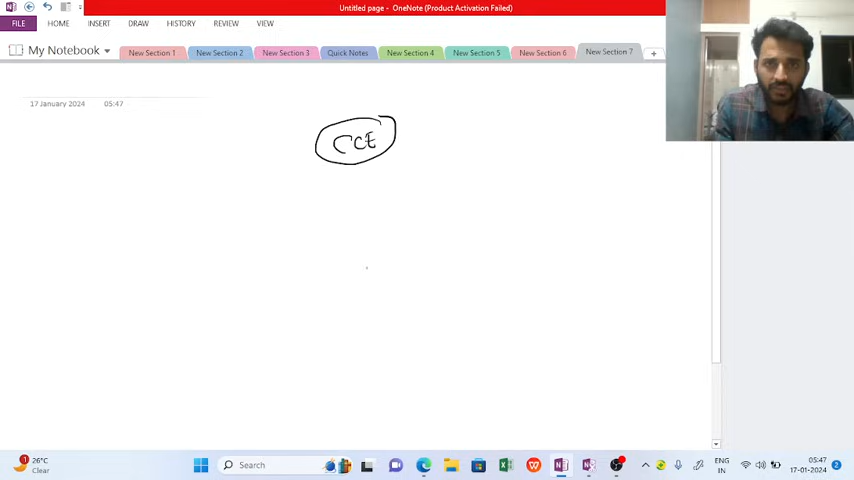 Untitled page - OneNote (Product Activation Failed)
FILE HOME INSERT DRAW HISTORY REVIEW VIEW
My Notebook New Section 1 New Section 2 New Section 3 Quick Notes New Section 4 New Section 5 New Section 6 New Section 7
17 January 2024 05:47
CCE
1 26°C
Clear
Search
ENG
IN
05:47
17-01-2024
2